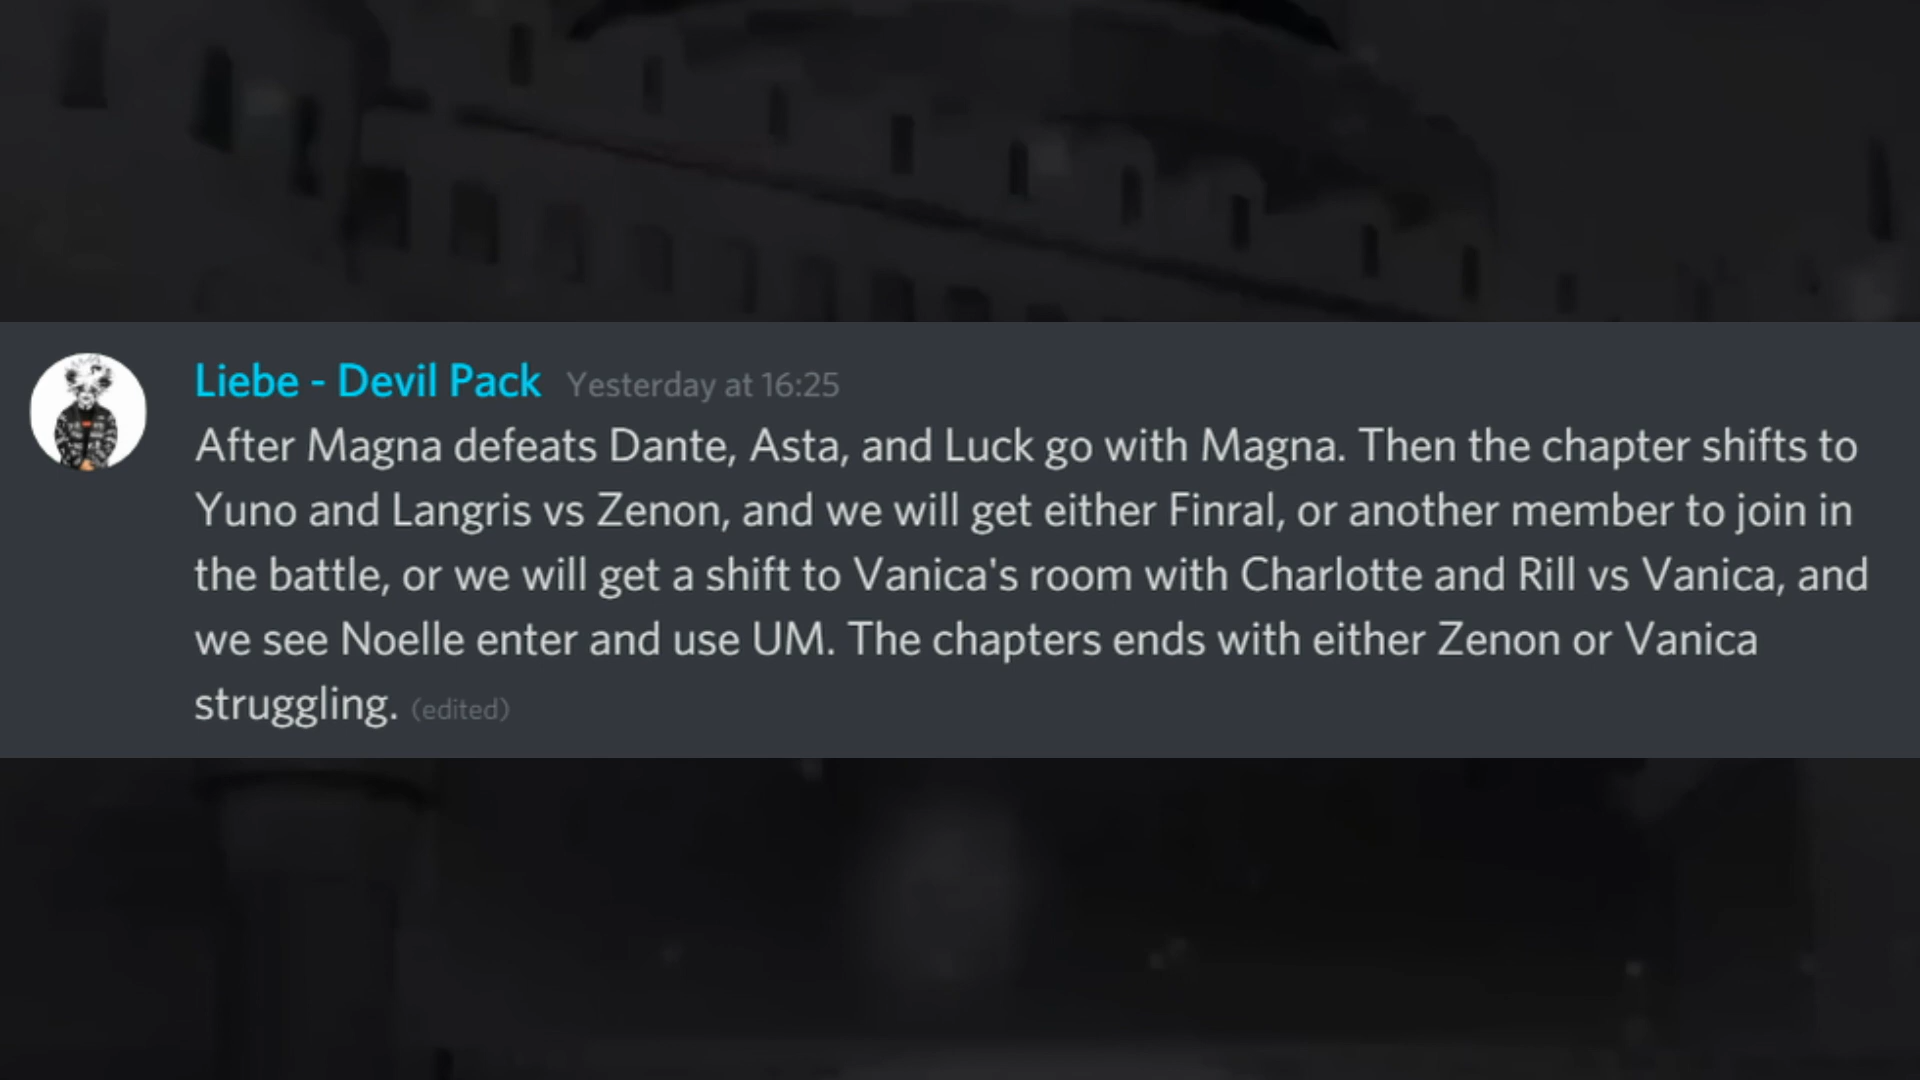 Liebe - Devil Pack Yesterday at 16:25
After Magna defeats Dante, Asta, and Luck go with Magna. Then the chapter shifts to
Yuno and Langris vs Zenon, and we will get either Finral, or another member to join in
the battle, or we will get a shift to Vanica's room with Charlotte and Rill vs Vanica, and
we see Noelle enter and use UM. The chapters ends with either Zenon or Vanica
struggling. (edited)